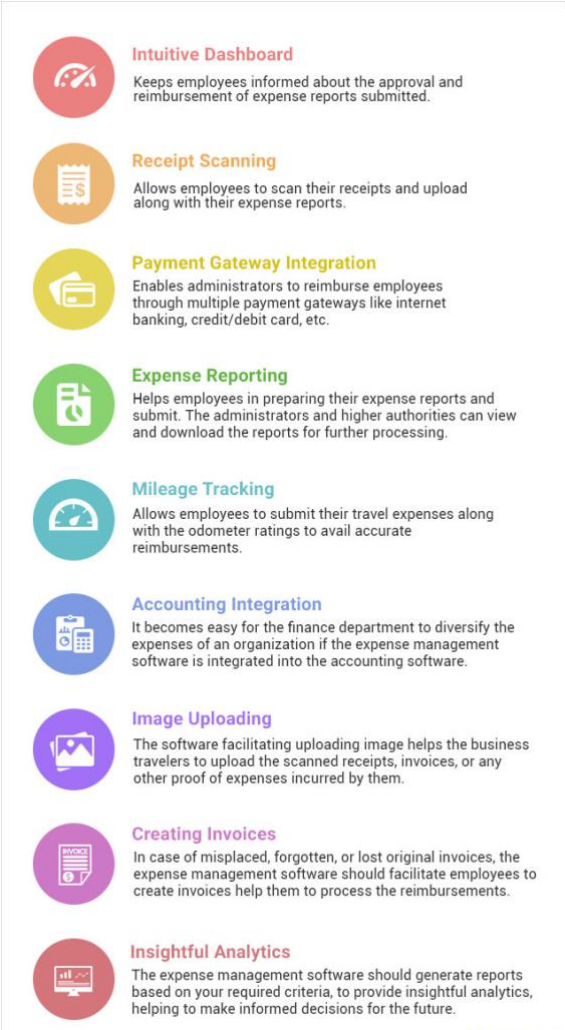 Intuitive Dashboard
Keeps employees informed about the approval and
reimbursement of expense reports submitted.
Receipt Scanning
Allows employees to scan their receipts and upload
along with their expense reports.
Payment Gateway Integration
Enables administrators to reimburse employees
through multiple payment gateways like internet
banking, credit/debit card, etc.
Expense Reporting
Helps employees in preparing their expense reports and
submit. The administrators and higher authorities can view
and download the reports for further processing.
Mileage Tracking
Allows employees to submit their travel expenses along
with the odometer ratings to avail accurate
reimbursements.
Accounting Integration
It becomes easy for the finance department to diversify the
expenses of an organization if the expense management
software is integrated into the accounting software.
Image Uploading
The software facilitating uploading image helps the business
travelers to upload the scanned receipts, invoices, or any
other proof of expenses incurred by them.
INVOICE
$
Creating Invoices
In case of misplaced, forgotten, or lost original invoices, the
expense management software should facilitate employees to
create invoices help them to process the reimbursements.
Insightful Analytics
The expense management software should generate reports
based on your required criteria, to provide insightful analytics,
helping to make informed decisions for the future.